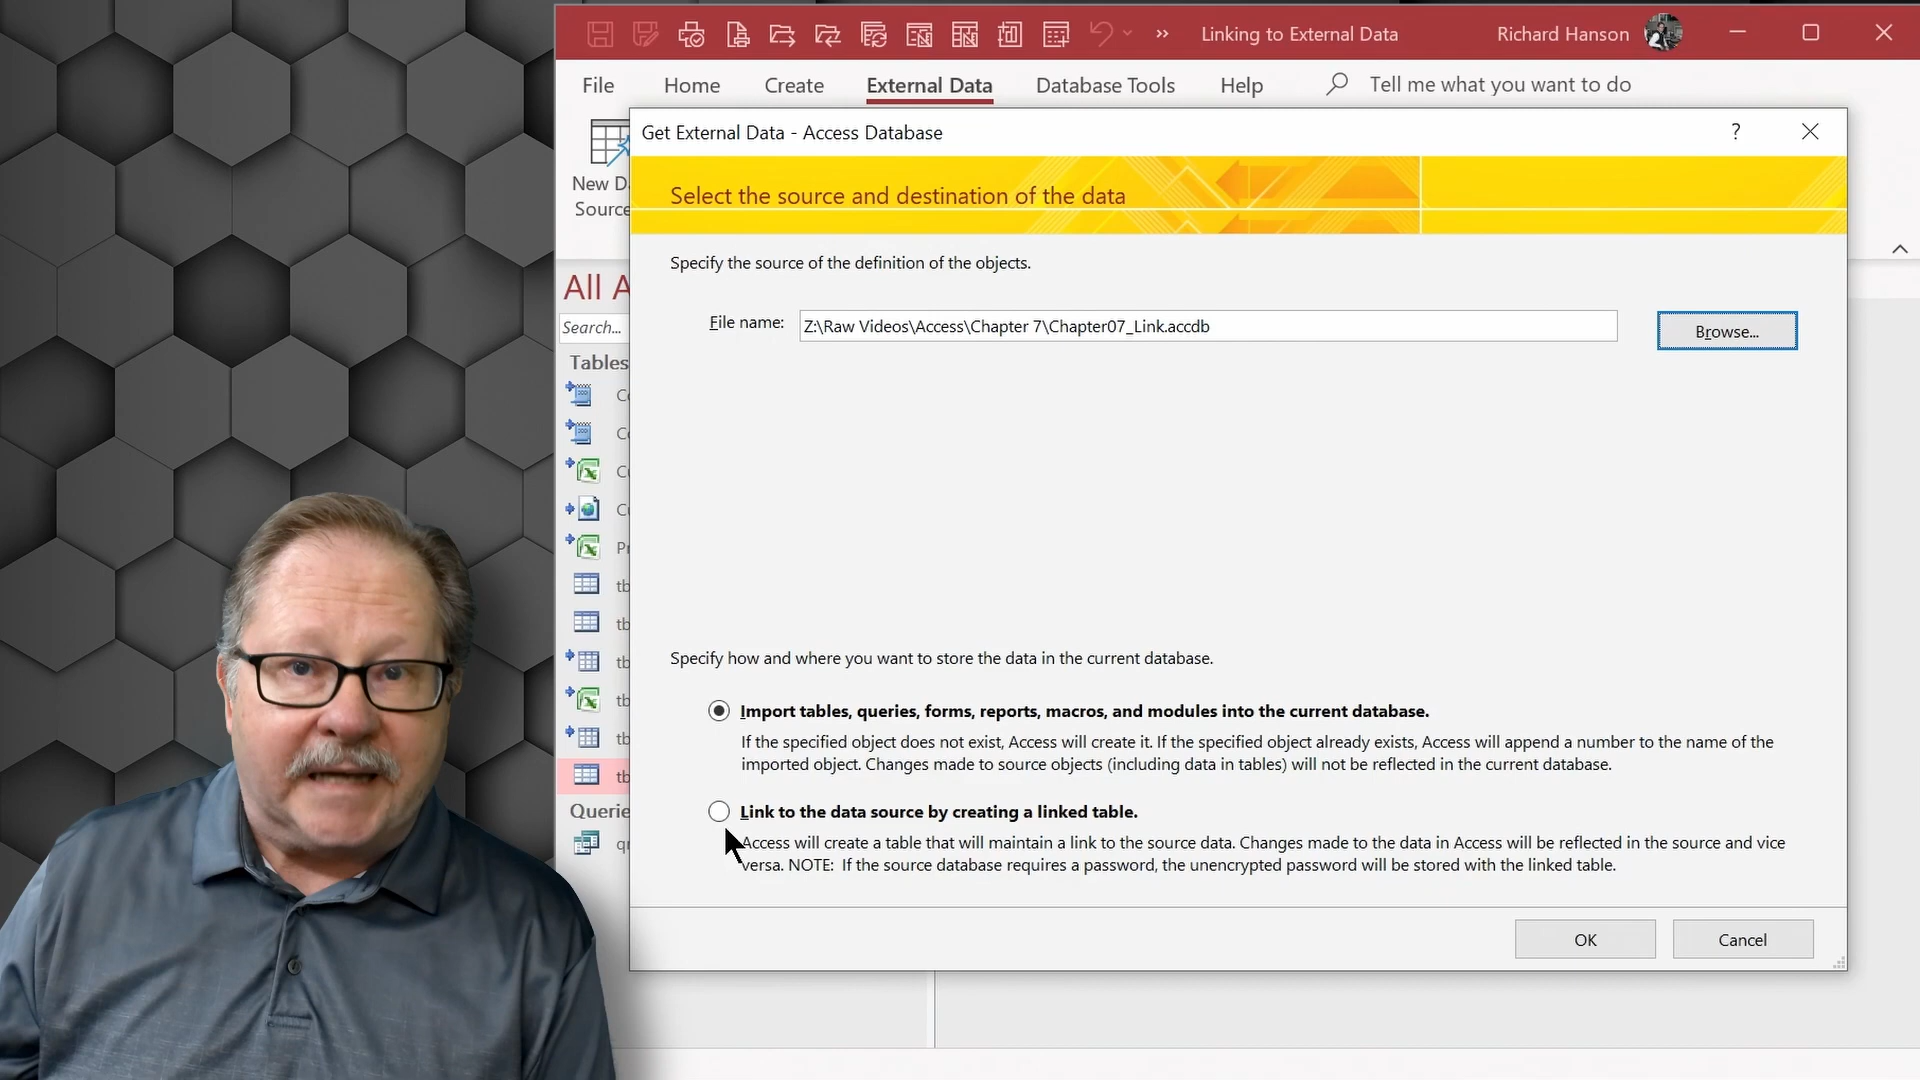 Linking to External Data
Richard Hanson
File Home Create External Data Database Tools Help Tell me what you want to do
New
Get External Data - Access Database
?
Select the source and destination of the data
Specify the source of the definition of the objects.
All
Search...
File name: Z:\Raw Videos\Access\Chapter 7\Chapter07_Link.accdb Browse...
Tables
Specify how and where you want to store the data in the current database.
Import tables, queries, forms, reports, macros, and modules into the current database.
If the specified object does not exist, Access will create it. If the specified object already exists, Access will append a number to the name of the
imported object. Changes made to source objects (including data in tables) will not be reflected in the current database.
Link to the data source by creating a linked table.
Access will create a table that will maintain a link to the source data. Changes made to the data in Access will be reflected in the source and vice
versa. NOTE: If the source database requires a password, the unencrypted password will be stored with the linked table.
OK Cancel